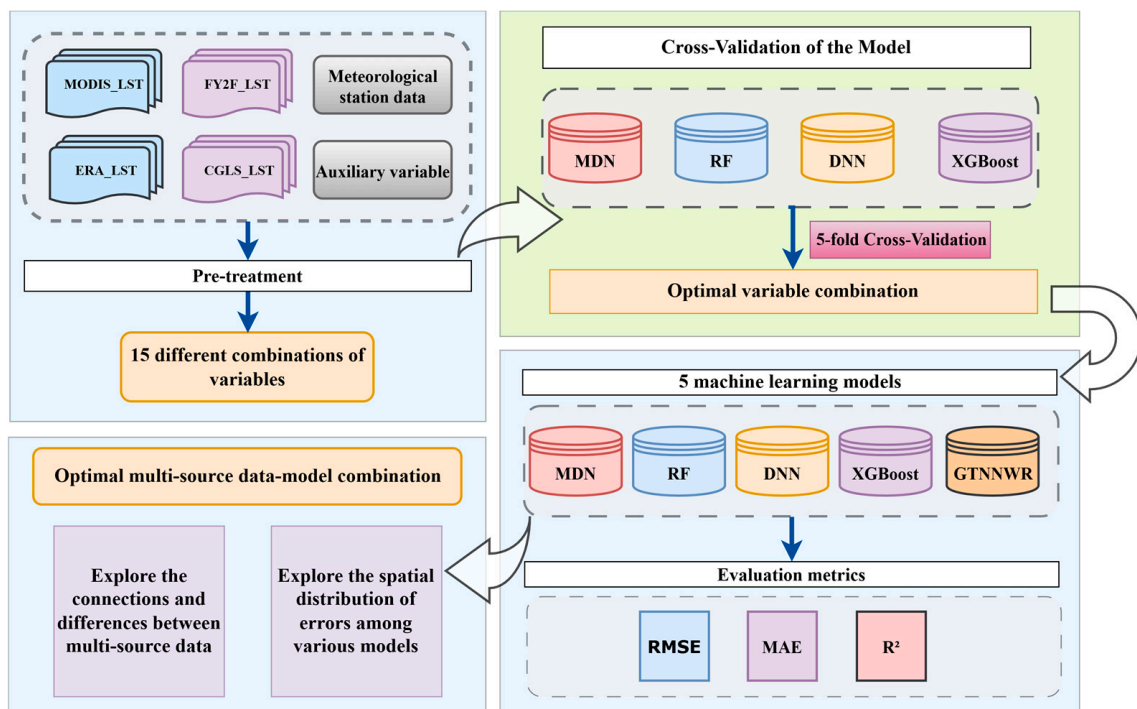 MODIS_LST
FY2F_LST
Meteorological
station data
ERA_LST
CGLS_LST
Auxiliary variable
Pre-treatment
15 different combinations of
variables
Cross-Validation of the Model
MDN
RF
DNN
XGBoost
5-fold Cross-Validation
Optimal variable combination
5 machine learning models
MDN
RF
DNN
XGBoost
GTNNWR
Evaluation metrics
RMSE
MAE
R²
Optimal multi-source data-model combination
Explore the
connections and
differences between
multi-source data
Explore the spatial
distribution of
errors among
various models